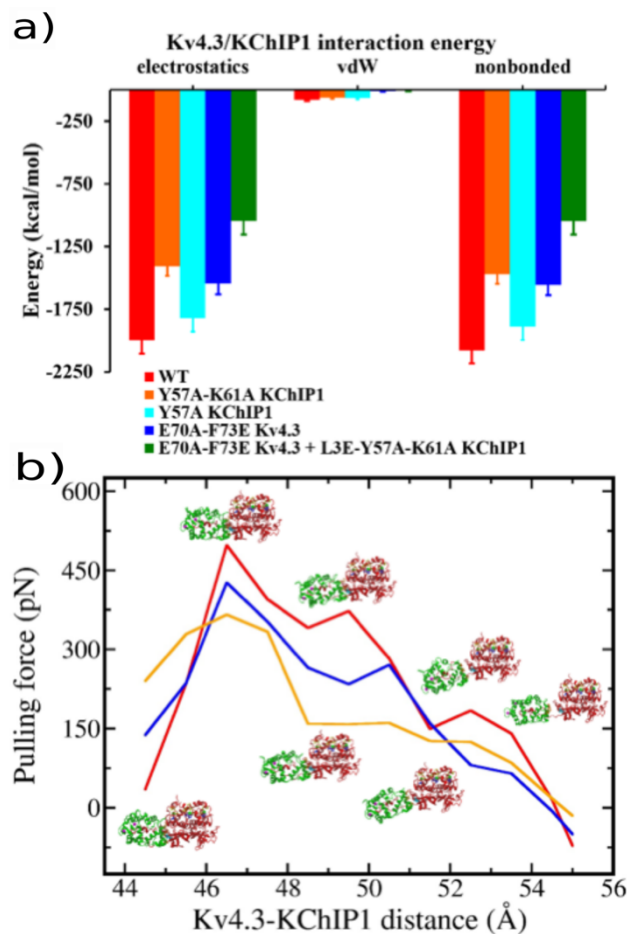 a)
Kv4.3/KChIP1 interaction energy
electrostatics vdW nonbonded
-250
-750
-1250
-1750
-2250
Energy (kcal/mol)
WT
Y57A-K61A KChIP1
Y57A KChIP1
E70A-F73E Kv4.3
E70A-F73E Kv4.3 + L3E-Y57A-K61A KChIP1
b)
600
450
300
150
0
Pulling force (pN)
44 46 48 50 52 54 56
Kv4.3-KChIP1 distance (Å)